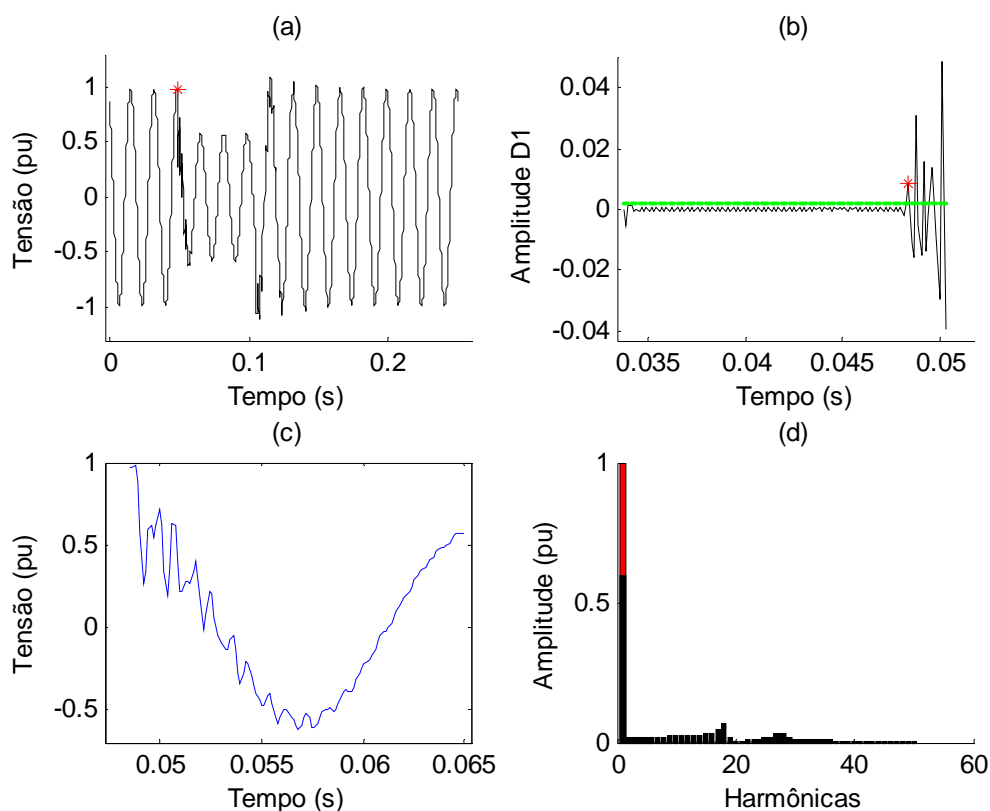 (a)
1
0.5
0
-0.5
-1
Tensão (pu)
0
0.1
0.2
Tempo (s)
(b)
0.04
0.02
0
-0.02
-0.04
Amplitude D1
0.035
0.04
0.045
0.05
Tempo (s)
(c)
1
0.5
0
-0.5
Tensão (pu)
0.05
0.055
0.06
0.065
Tempo (s)
(d)
1
0.5
0
Amplitude (pu)
0
20
40
60
Harmônicas